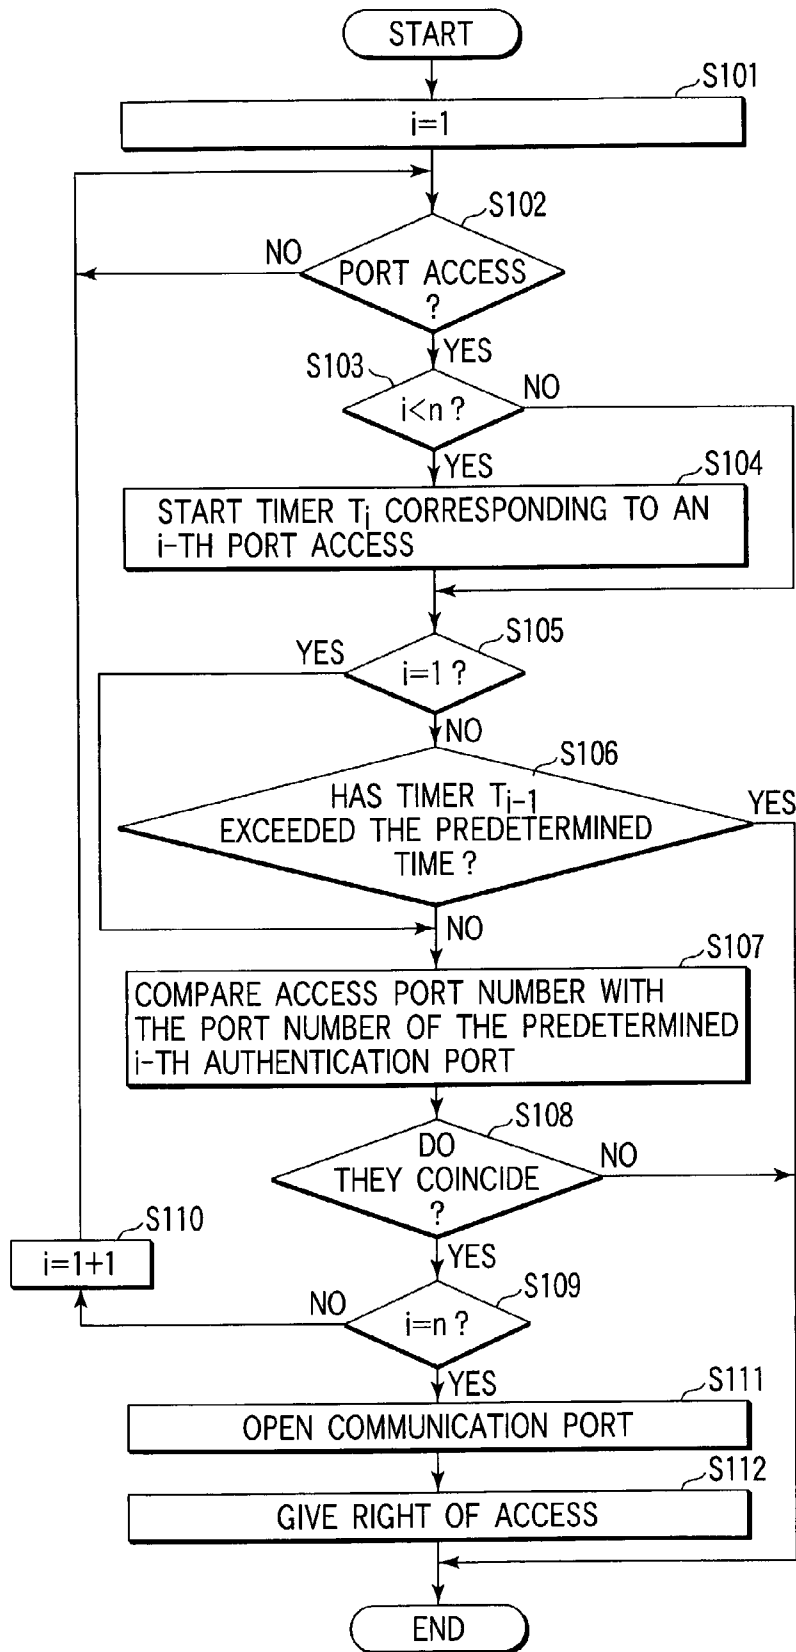 START
S101
i=1
S102
NO
PORT ACCESS
?
YES
S103
NO
i<n ?
YES
S104
START TIMER Ti CORRESPONDING TO AN
i-TH PORT ACCESS
S105
YES
i=1 ?
NO
S106
HAS TIMER Ti-1
YES
EXCEEDED THE PREDETERMINED
TIME ?
NO
S107
COMPARE ACCESS PORT NUMBER WITH
THE PORT NUMBER OF THE PREDETERMINED
i-TH AUTHENTICATION PORT
S108
DO
NO
THEY COINCIDE
?
S110
YES
i=1+1
S109
NO
i=n ?
YES
S111
OPEN COMMUNICATION PORT
S112
GIVE RIGHT OF ACCESS
END